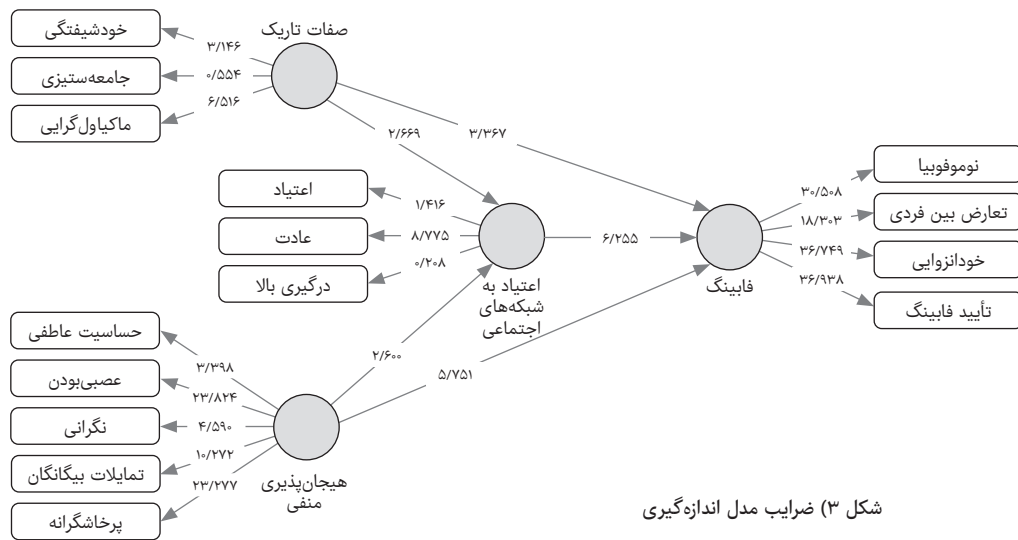 صفات تاریک
خودشیفتگی
۳/۱۴۶
جامعه‌ستیزی
۰/۵۵۴
ماکیاول‌گرایی
۶/۵۱۶
۲/۶۶۹
۳/۳۶۷
اعتیاد
۱/۴۱۶
عادت
۸/۷۷۵
درگیری بالا
۰/۲۰۸
اعتیاد به
شبکه‌های
اجتماعی
۶/۲۵۵
فابینگ
نوموفوبیا
۳۰/۵۰۸
تعارض بین فردی
۱۸/۳۰۳
خودانزوایی
۳۶/۷۴۹
تأیید فابینگ
۳۶/۹۳۸
۲/۶۰۰
۵/۷۵۱
حساسیت عاطفی
۳/۳۹۸
عصبی‌بودن
۲۳/۸۲۴
نگرانی
۴/۵۹۰
تمایلات بیگانگان
۱۰/۲۷۲
پرخاشگرانه
۲۳/۲۷۷
هیجان‌پذیری
منفی
شکل ۳) ضرایب مدل اندازه‌گیری